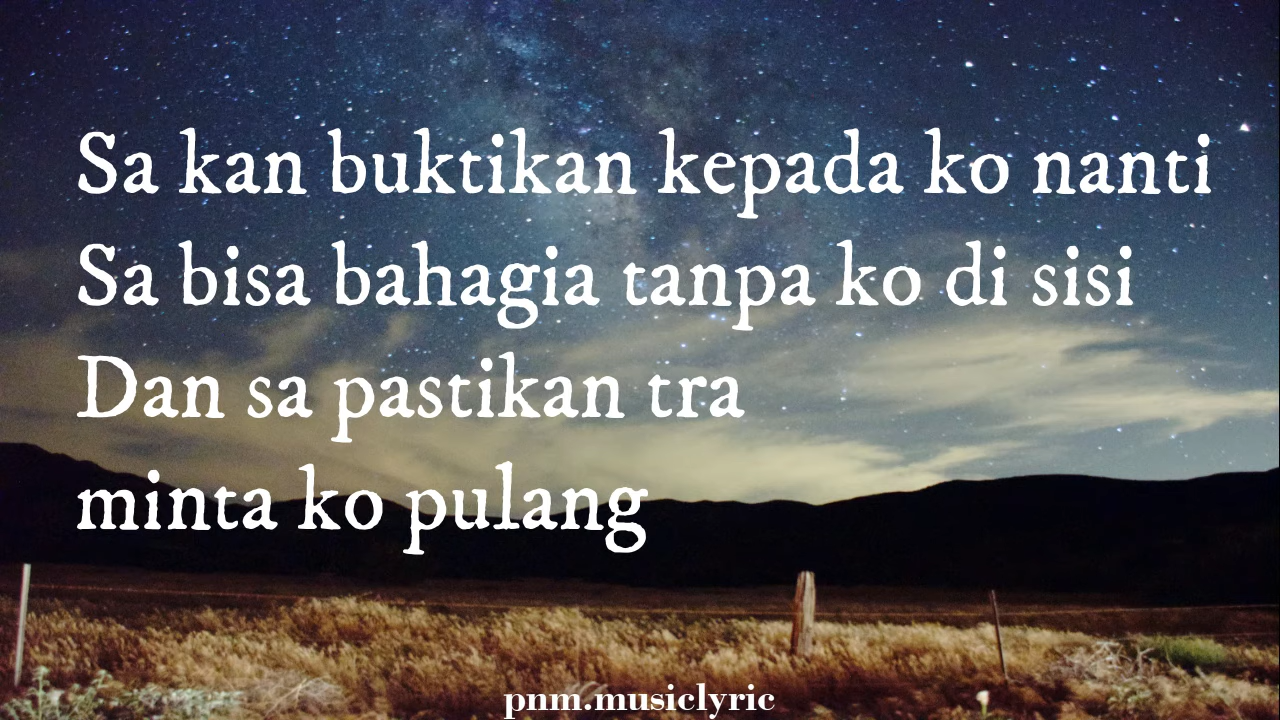 Sa kan buktikan kepada ko nanti
Sa bisa bahagia tanpa ko di sisi
Dan sa pastikan tra
minta ko pulang
pnm.musiclyric